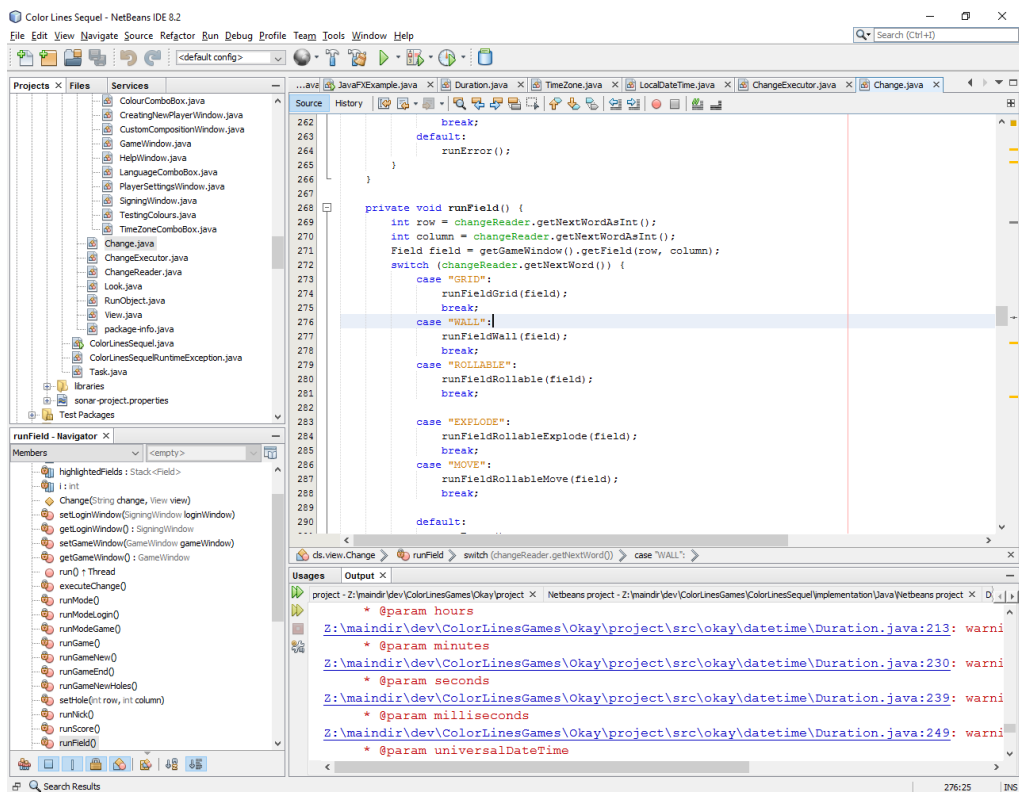 Color Lines Sequel - NetBeans IDE 8.2
File Edit View Navigate Source Refactor Run Debug Profile Team Tools Window Help
Search (Ctrl+I)
<default config>
Projects Files Services
...ava JavaFXExample.java Duration.java TimeZone.java LocalDateTime.java ChangeExecutor.java Change.java
Source History
ColourComboBox.java
CreatingNewPlayerWindow.java
CustomCompositionWindow.java
GameWindow.java
HelpWindow.java
LanguageComboBox.java
PlayerSettingsWindow.java
SigningWindow.java
TestingColours.java
TimeZoneComboBox.java
Change.java
ChangeExecutor.java
ChangeReader.java
Look.java
RunObject.java
View.java
package-info.java
ColorLinesSequel.java
ColorLinesSequelRuntimeException.java
Task.java
libraries
sonar-project.properties
Test Packages
262 break;
263 default:
264 runError();
265 }
266 }
267
268 private void runField() {
269 int row = changeReader.getNextWordAsInt();
270 int column = changeReader.getNextWordAsInt();
271 Field field = getGameWindow().getField(row, column);
272 switch (changeReader.getNextWord()) {
273 case "GRID":
274 runFieldGrid(field);
275 break;
276 case "WALL":
277 runFieldWall(field);
278 break;
279 case "ROLLABLE":
280 runFieldRollable(field);
281 break;
282
283 case "EXPLODE":
284 runFieldRollableExplode(field);
285 break;
286 case "MOVE":
287 runFieldRollableMove(field);
288 break;
289
290 default:
cls.view.Change runField switch (changeReader.getNextWord()) case "WALL":
runField - Navigator
Members <empty>
highlightedFields : Stack<Field>
i : int
Change(String change, View view)
setLoginWindow(SigningWindow loginWindow)
getLoginWindow() : SigningWindow
setGameWindow(GameWindow gameWindow)
getGameWindow() : GameWindow
run() ↑ Thread
executeChange()
runMode()
runModeLogin()
runModeGame()
runGame()
runGameNew()
runGameEnd()
runGameNewHoles()
setHole(int row, int column)
runNick()
runScore()
runField()
Usages Output
project - Z:\maindir\dev\ColorLinesGames\Okay\project Netbeans project - Z:\maindir\dev\ColorLinesGames\ColorLinesSequel\implementation\Java\Netbeans project D
* @param hours
Z:\maindir\dev\ColorLinesGames\Okay\project\src\okay\datetime\Duration.java:213: warni
* @param minutes
Z:\maindir\dev\ColorLinesGames\Okay\project\src\okay\datetime\Duration.java:230: warni
* @param seconds
Z:\maindir\dev\ColorLinesGames\Okay\project\src\okay\datetime\Duration.java:239: warni
* @param milliseconds
Z:\maindir\dev\ColorLinesGames\Okay\project\src\okay\datetime\Duration.java:249: warni
* @param universalDateTime
Search Results
276:25 INS